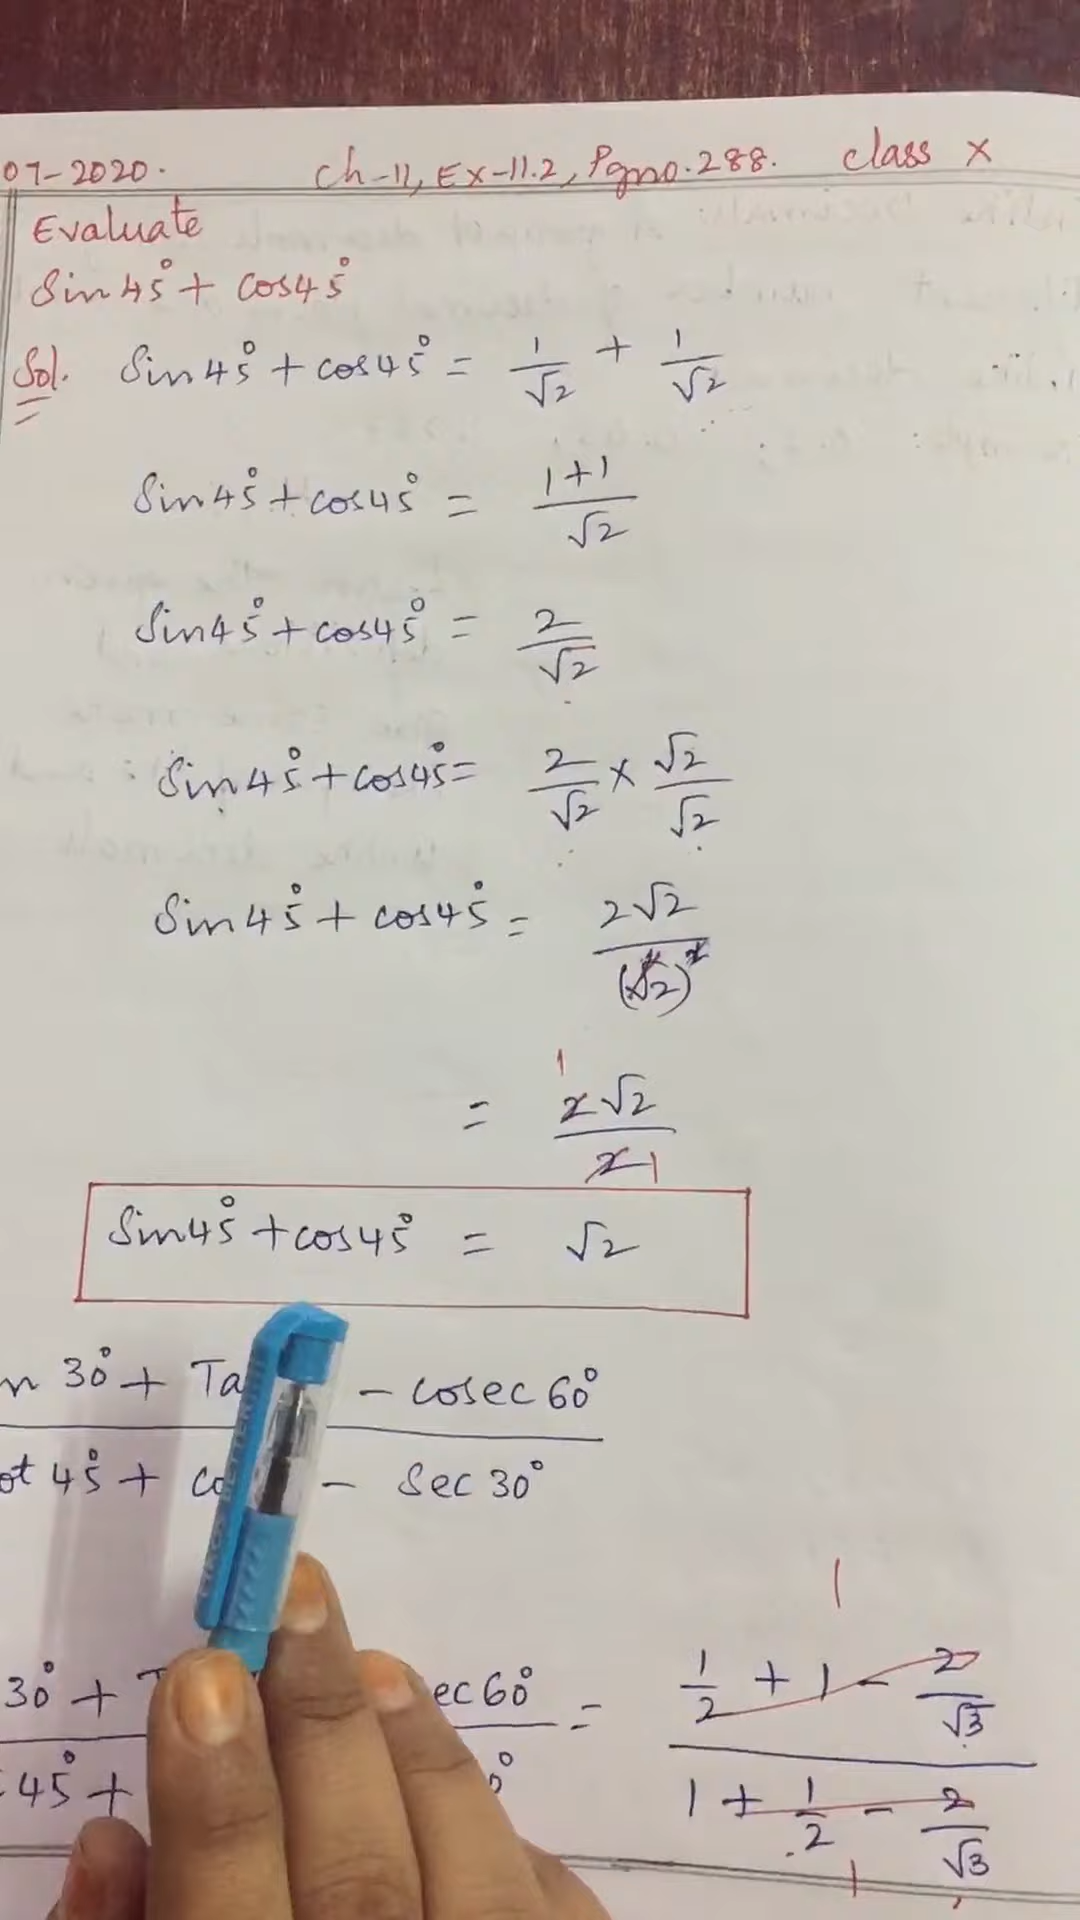 07-2020. Ch-11, Ex-11.2, Pgno.288. class X
Evaluate
Sin45° + cos45°
Sol. Sin45° + cos45° = 1/√2 + 1/√2
Sin45° + cos45° = 1+1/√2
Sin45° + cos45° = 2/√2
Sin45° + cos45° = 2/√2 × √2/√2
Sin45° + cos45° = 2√2/(√2)²
= 2√2/2
Sin45° + cos45° = √2
n 30° + Ta - cosec 60°
ot 45° + co - Sec 30°
30° + T ec60° = 1/2 + 1 - 2/√3
45° + 0° 1 + 1/2 - 2/√3